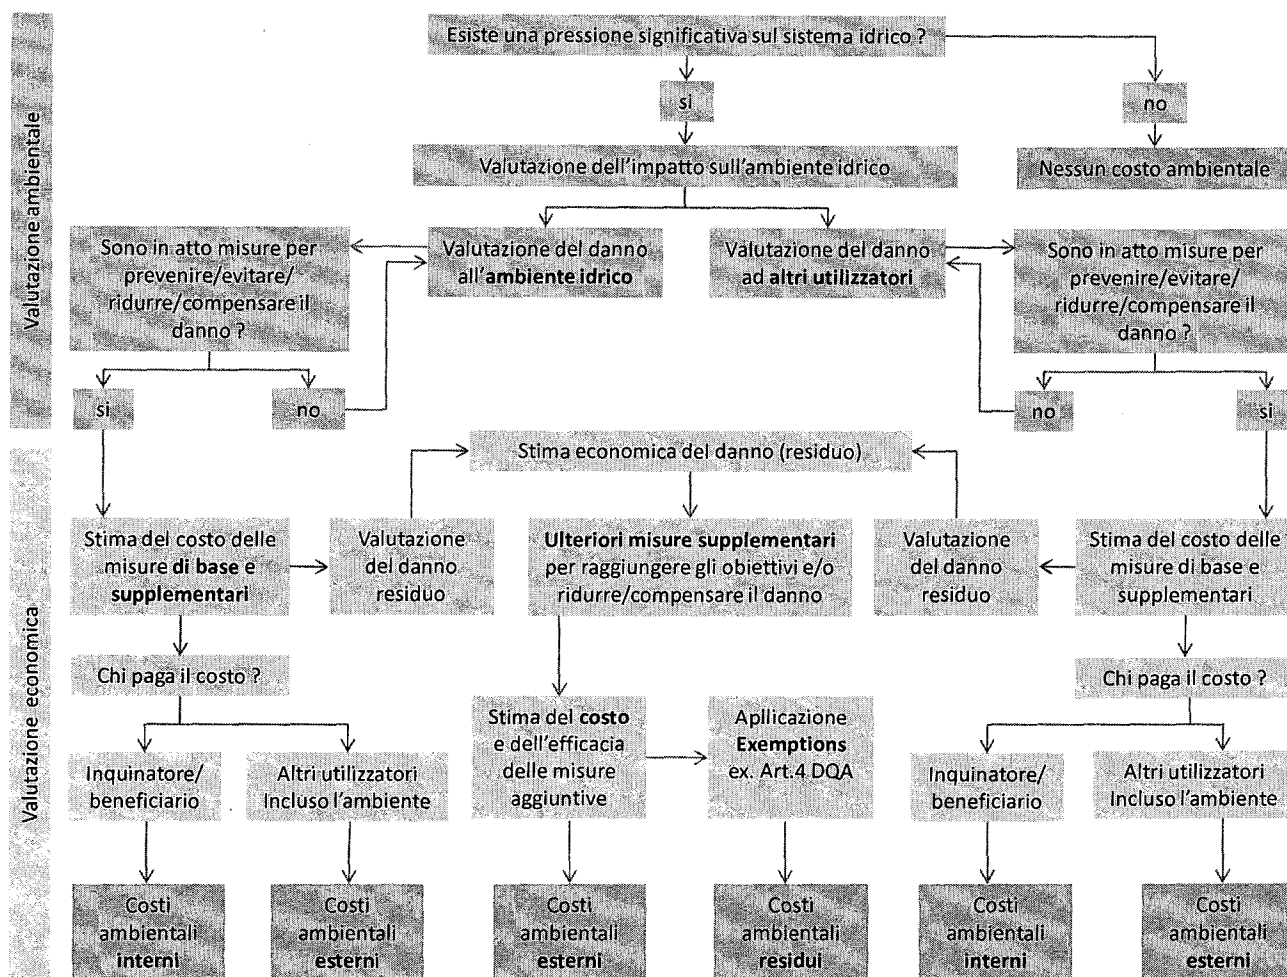 Esiste una pressione significativa sul sistema idrico ?
si
no
Valutazione dell'impatto sull'ambiente idrico
Nessun costo ambientale
Valutazione ambientale
Sono in atto misure per
prevenire/evitare/
ridurre/compensare il
danno ?
Valutazione del danno
all'ambiente idrico
Valutazione del danno
ad altri utilizzatori
Sono in atto misure per
prevenire/evitare/
ridurre/compensare il
danno ?
si
no
no
si
Valutazione economica
Stima economica del danno (residuo)
Stima del costo delle
misure di base e
supplementari
Valutazione
del danno
residuo
Ulteriori misure supplementari
per raggiungere gli obiettivi e/o
ridurre/compensare il danno
Valutazione
del danno
residuo
Stima del costo delle
misure di base e
supplementari
Chi paga il costo ?
Chi paga il costo ?
Inquinatore/
beneficiario
Altri utilizzatori
Incluso l'ambiente
Stima del costo
e dell'efficacia
delle misure
aggiuntive
Apllicazione
Exemptions
ex. Art.4 DQA
Inquinatore/
beneficiario
Altri utilizzatori
Incluso l'ambiente
Costi
ambientali
interni
Costi
ambientali
esterni
Costi
ambientali
esterni
Costi
ambientali
residui
Costi
ambientali
interni
Costi
ambientali
esterni